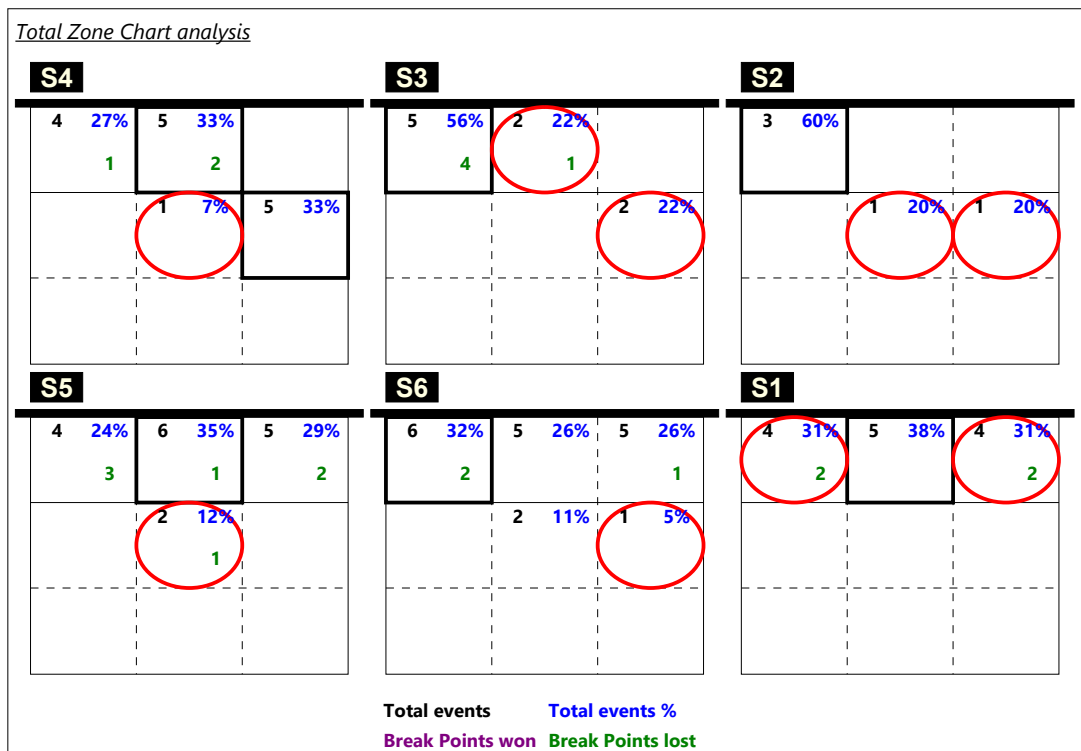 Total Zone Chart analysis
S4 S3 S2
4 27% 5 33% 5 56% 2 22% 3 60%
1 2 4 1
1 7% 5 33% 2 22% 1 20% 1 20%
S5 S6 S1
4 24% 6 35% 5 29% 6 32% 5 26% 5 26% 4 31% 5 38% 4 31%
3 1 2 2 1 2 2
2 12% 2 11% 1 5%
1
Total events Total events %
Break Points won Break Points lost